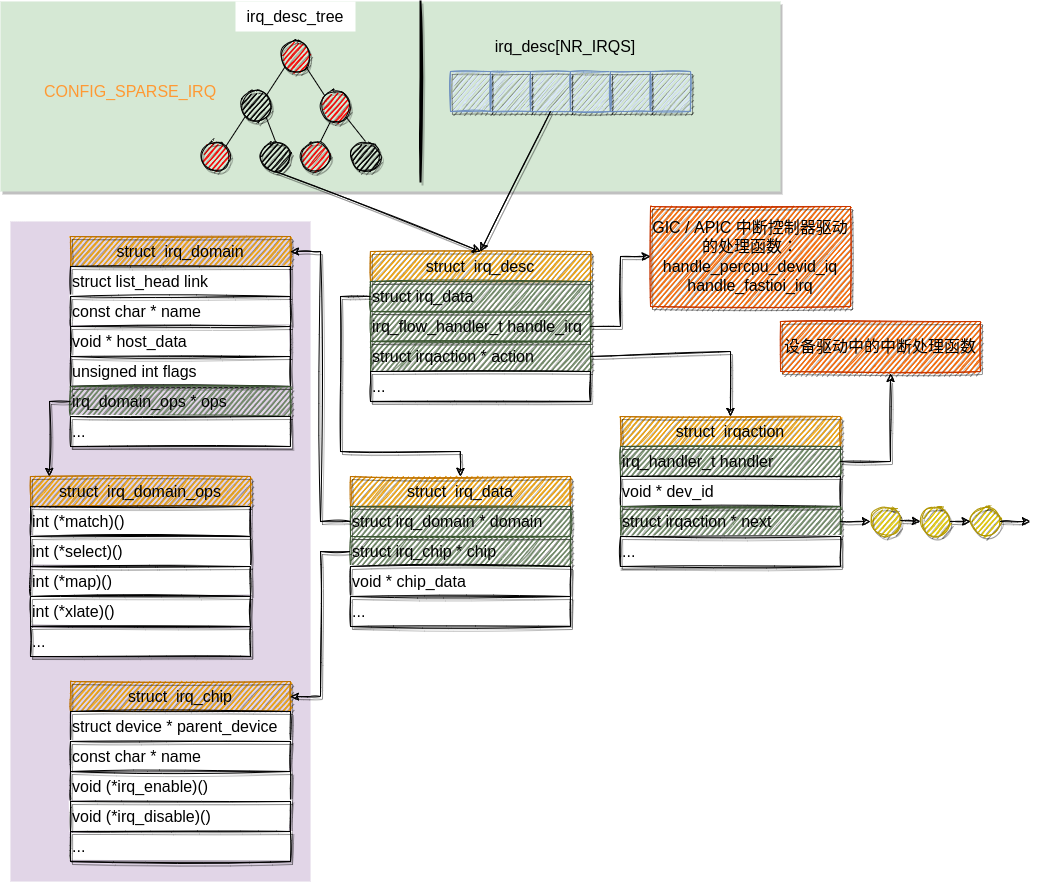 irq_desc_tree
CONFIG_SPARSE_IRQ
irq_desc[NR_IRQS]
struct irq_domain
struct list_head link
const char * name
void * host_data
unsigned int flags
irq_domain_ops * ops
...
struct irq_desc
struct irq_data
irq_flow_handler_t handle_irq
struct irqaction * action
...
GIC / APIC 中断控制器驱动
的处理函数：
handle_percpu_devid_iq
handle_fastioi_irq
设备驱动中的中断处理函数
struct irqaction
irq_handler_t handler
void * dev_id
struct irqaction * next
...
struct irq_domain_ops
int (*match)()
int (*select)()
int (*map)()
int (*xlate)()
...
struct irq_data
struct irq_domain * domain
struct irq_chip * chip
void * chip_data
...
struct irq_chip
struct device * parent_device
const char * name
void (*irq_enable)()
void (*irq_disable)()
...